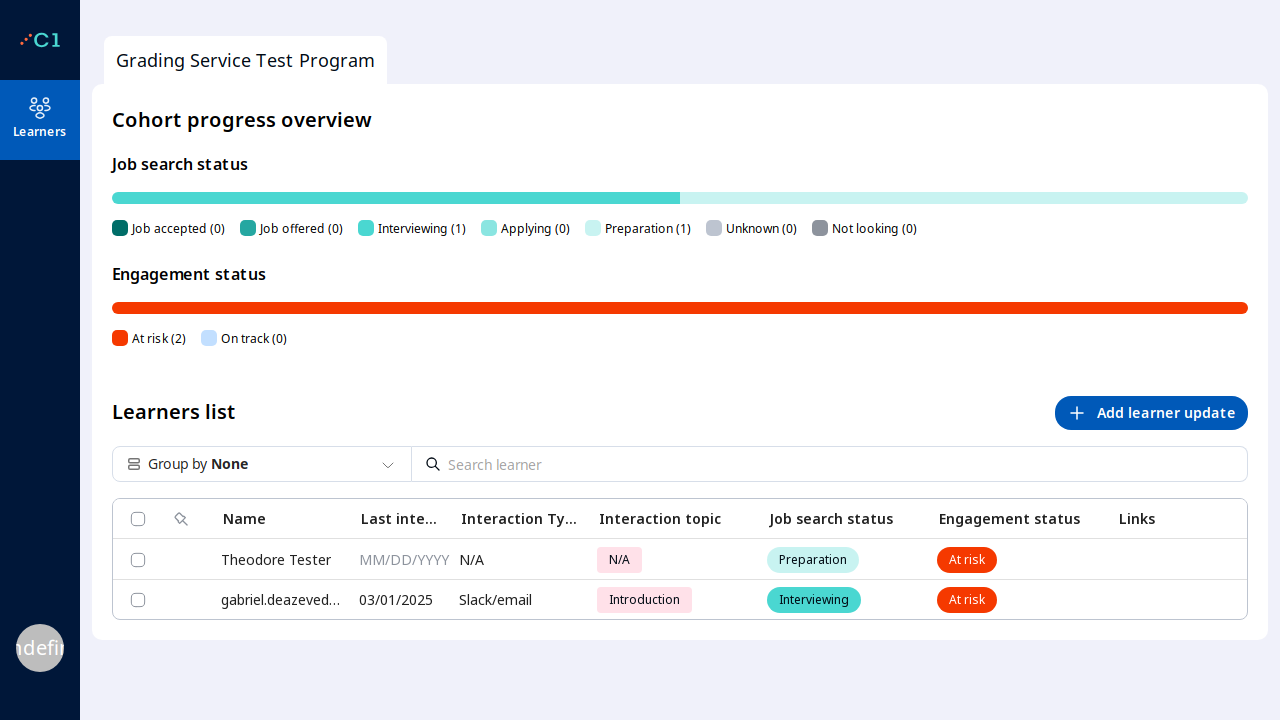 C1
Learners
Grading Service Test Program
Cohort progress overview
Job search status
Job accepted (0) Job offered (0) Interviewing (1) Applying (0) Preparation (1) Unknown (0) Not looking (0)
Engagement status
At risk (2) On track (0)
Learners list
Add learner update
Group by None
Search learner
Name Last inte... Interaction Ty... Interaction topic Job search status Engagement status Links
Theodore Tester MM/DD/YYYY N/A N/A Preparation At risk
gabriel.deazeved... 03/01/2025 Slack/email Introduction Interviewing At risk
ndefin